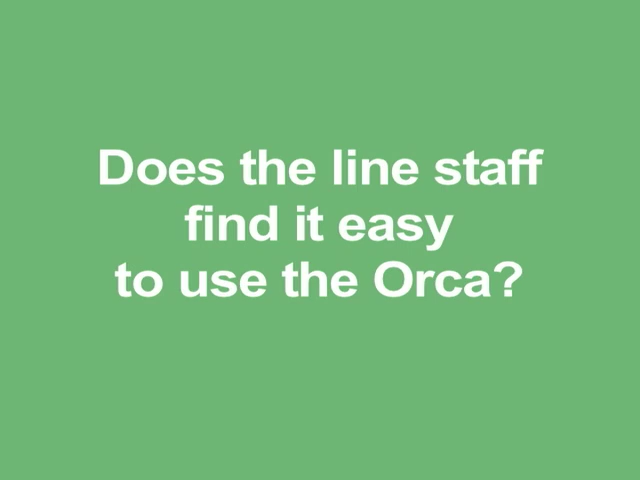 Does the line staff
find it easy
to use the Orca?